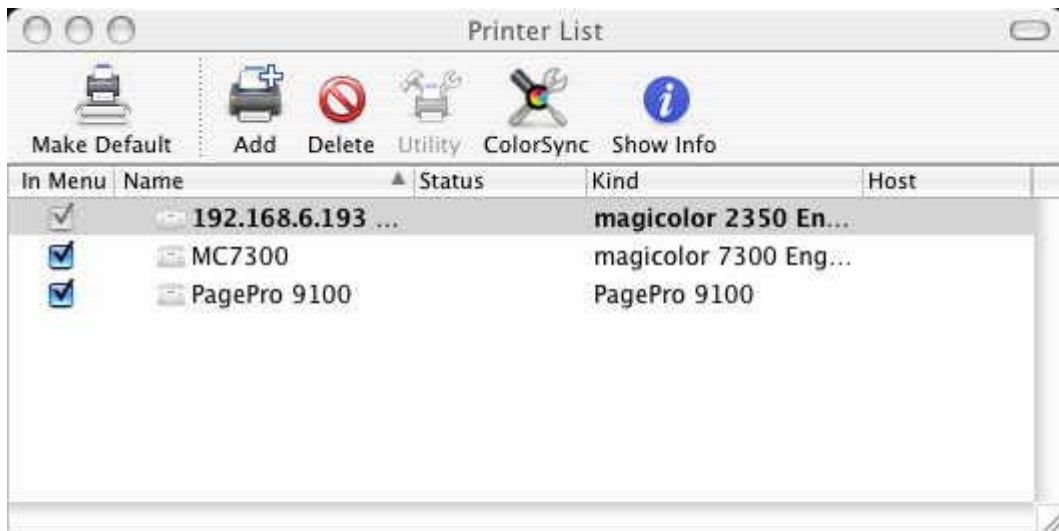 Printer List
Make Default Add Delete Utility ColorSync Show Info
In Menu Name Status Kind Host
192.168.6.193 ... magicolor 2350 En...
MC7300 magicolor 7300 Eng...
PagePro 9100 PagePro 9100